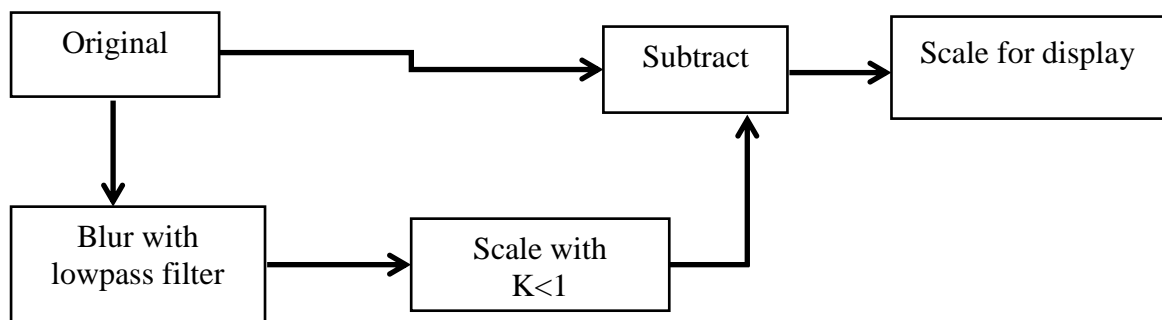 Original
Subtract
Scale for display
Blur with
lowpass filter
Scale with
K<1